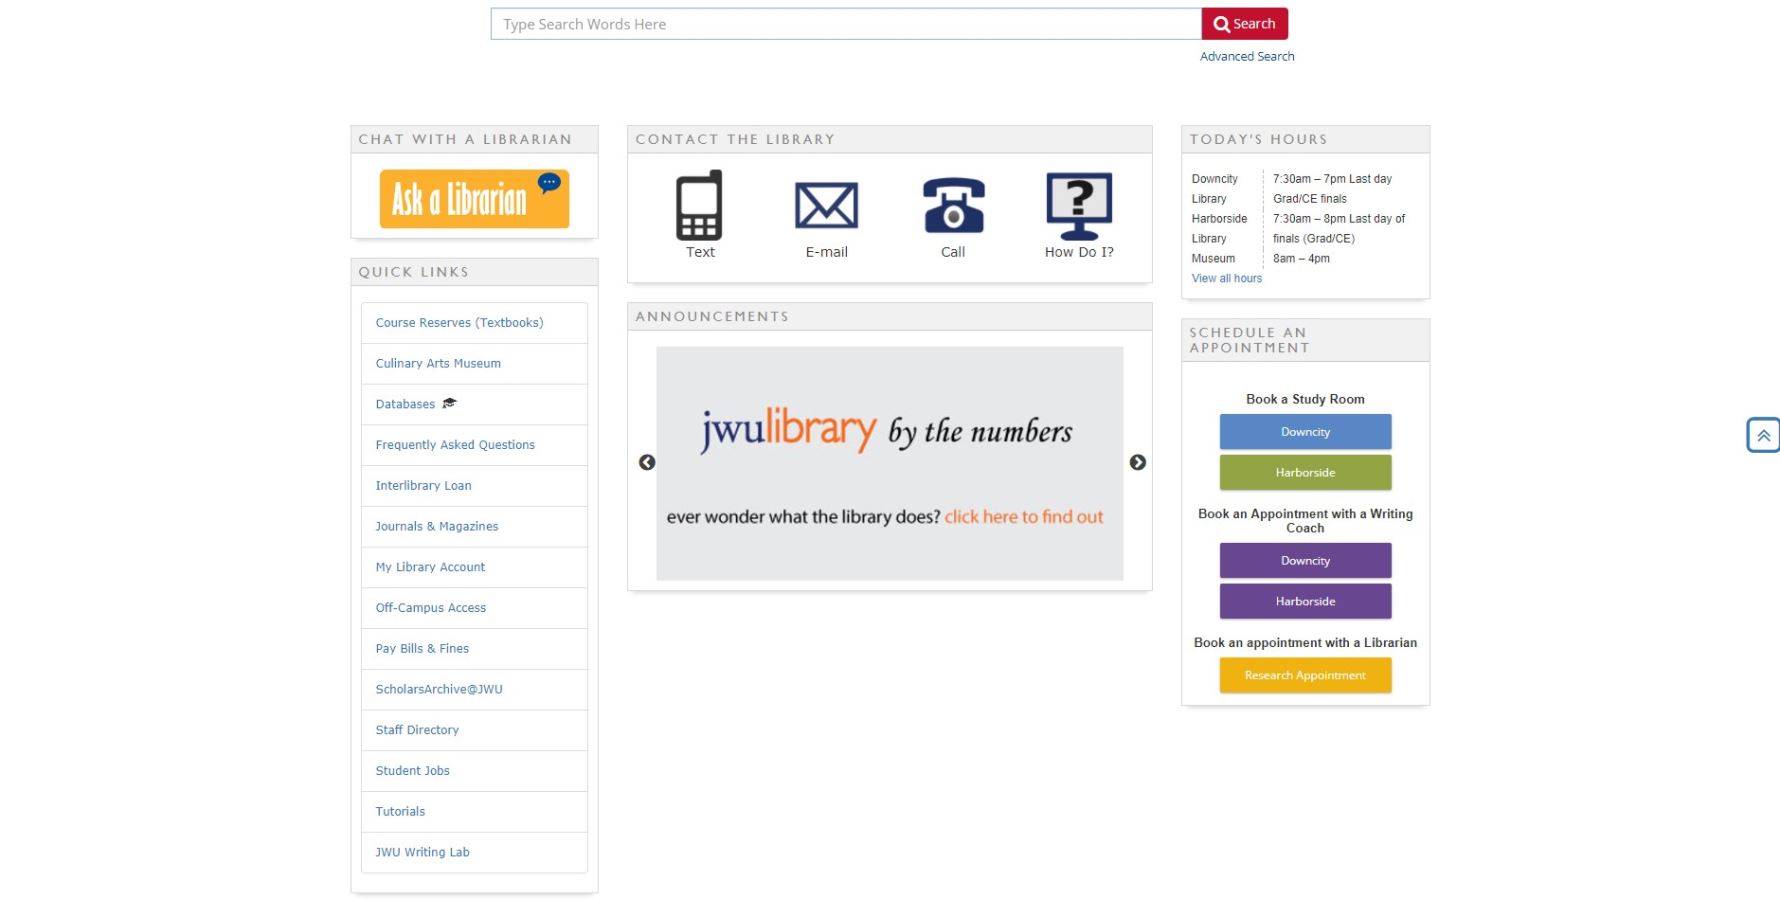 Type Search Words Here
Search
Advanced Search
CHAT WITH A LIBRARIAN
Ask a Librarian
QUICK LINKS
Course Reserves (Textbooks)
Culinary Arts Museum
Databases
Frequently Asked Questions
Interlibrary Loan
Journals & Magazines
My Library Account
Off-Campus Access
Pay Bills & Fines
ScholarsArchive@JWU
Staff Directory
Student Jobs
Tutorials
JWU Writing Lab
CONTACT THE LIBRARY
?
Text
E-mail
Call
How Do I?
ANNOUNCEMENTS
jwulibrary by the numbers
ever wonder what the library does? click here to find out
TODAY'S HOURS
Downcity 7:30am – 7pm Last day
Library Grad/CE finals
Harborside 7:30am – 8pm Last day of
Library finals (Grad/CE)
Museum 8am – 4pm
View all hours
SCHEDULE AN
APPOINTMENT
Book a Study Room
Downcity
Harborside
Book an Appointment with a Writing
Coach
Downcity
Harborside
Book an appointment with a Librarian
Research Appointment